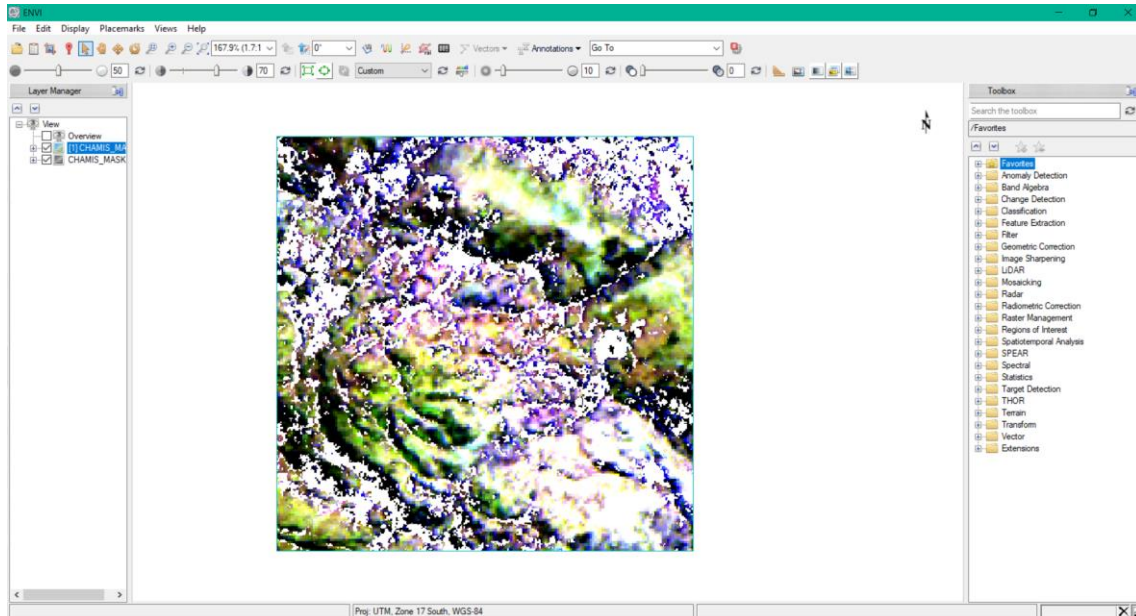 ENVI
File Edit Display Placemarks Views Help
167.9% (1.7:1 0° Vectors Annotations Go To
50 70 Custom 10 0
Layer Manager
View
Overview
[1] CHAMIS_MA
CHAMIS_MASK
N
Toolbox
Search the toolbox
/Favorites
Favorites
Anomaly Detection
Band Algebra
Change Detection
Classification
Feature Extraction
Filter
Geometric Correction
Image Sharpening
LiDAR
Mosaicking
Radar
Radiometric Correction
Raster Management
Regions of Interest
Spatiotemporal Analysis
SPEAR
Spectral
Statistics
Target Detection
THOR
Terrain
Transform
Vector
Extensions
Proj: UTM, Zone 17 South, WGS-84